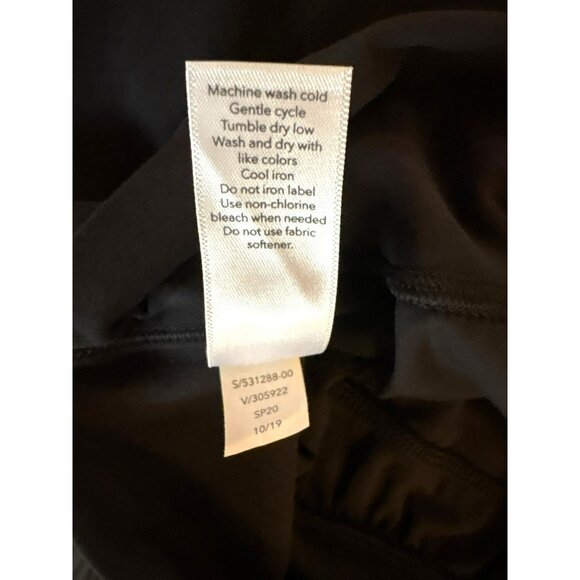 Machine wash cold
Gentle cycle
Tumble dry low
Wash and dry with
like colors
Cool iron
Do not iron label
Use non-chlorine
bleach when needed
Do not use fabric
softener.
S/531288-00
V/305922
SP20
10/19